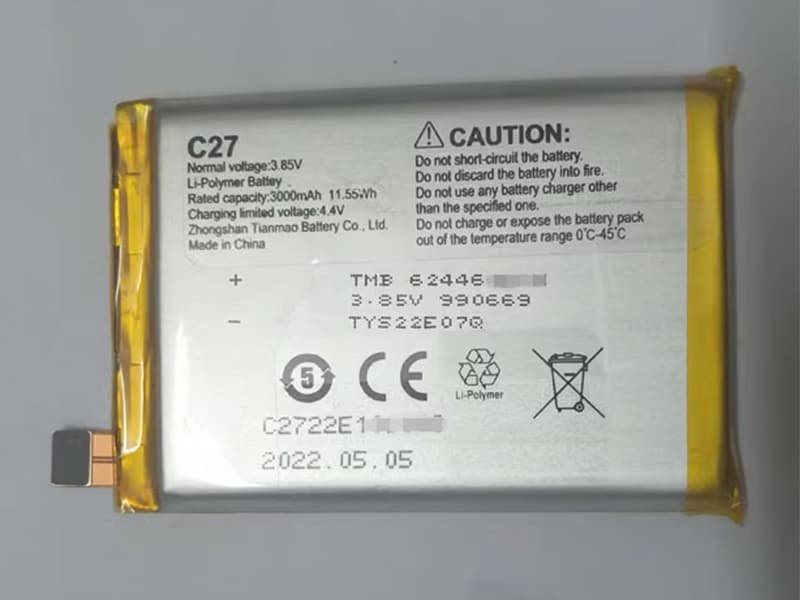 C27
Normal voltage:3.85V
Li-Polymer Battey
Rated capacity:3000mAh 11.55Wh
Charging limited voltage:4.4V
Zhongshan Tianmao Battery Co., Ltd.
Made in China
CAUTION:
Do not short-circuit the battery.
Do not discard the battery into fire.
Do not use any battery charger other
than the specified one.
Do not charge or expose the battery pack
out of the temperature range 0℃-45℃
+ TMB 62446
3.85V 990669
- TYS22E07Q
5 CE Li-Polymer
C2722E1
2022.05.05